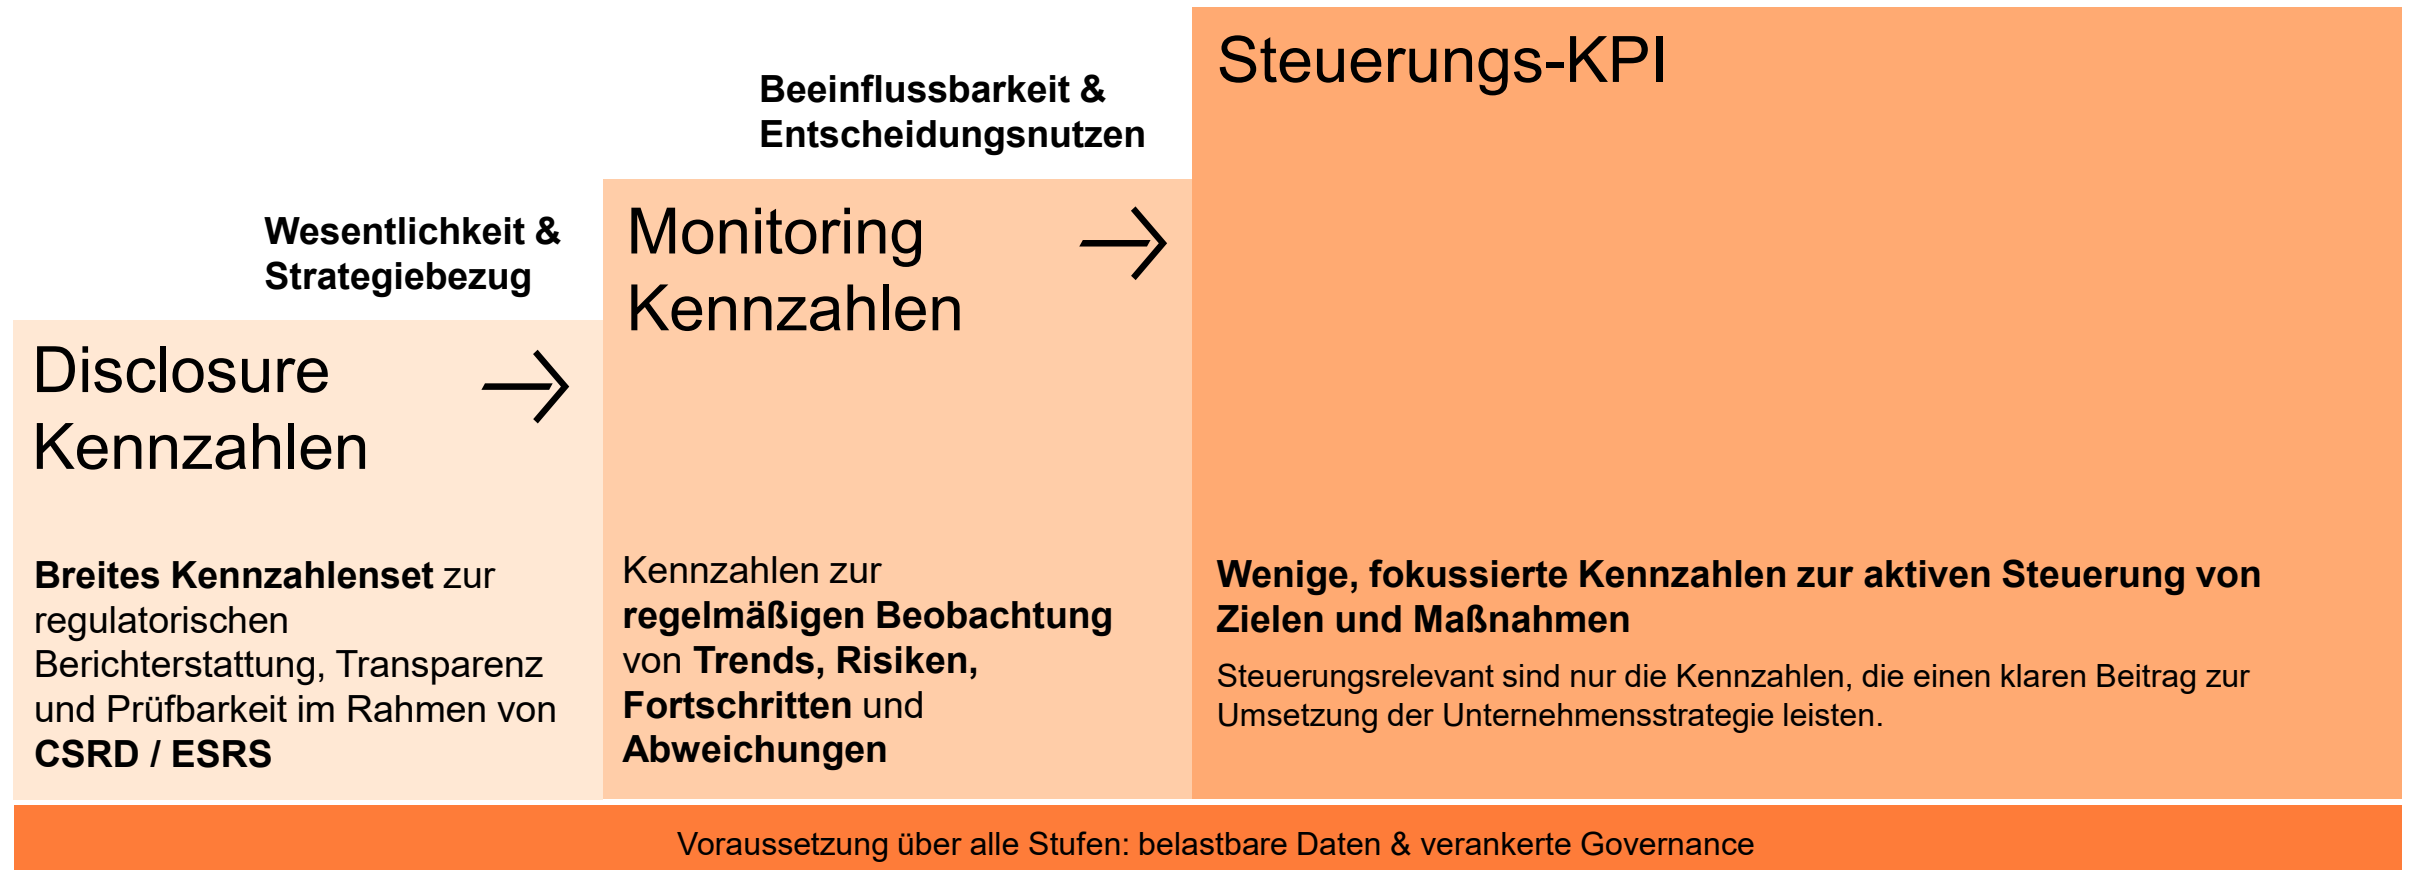 Wesentlichkeit &
Strategiebezug
Disclosure
Kennzahlen
Breites Kennzahlenset zur
regulatorischen
Berichterstattung, Transparenz
und Prüfbarkeit im Rahmen von
CSRD / ESRS
Beeinflussbarkeit &
Entscheidungsnutzen
Monitoring
Kennzahlen
Kennzahlen zur
regelmäßigen Beobachtung
von Trends, Risiken,
Fortschritten und
Abweichungen
Steuerungs-KPI
Wenige, fokussierte Kennzahlen zur aktiven Steuerung von
Zielen und Maßnahmen
Steuerungsrelevant sind nur die Kennzahlen, die einen klaren Beitrag zur
Umsetzung der Unternehmensstrategie leisten.
Voraussetzung über alle Stufen: belastbare Daten & verankerte Governance